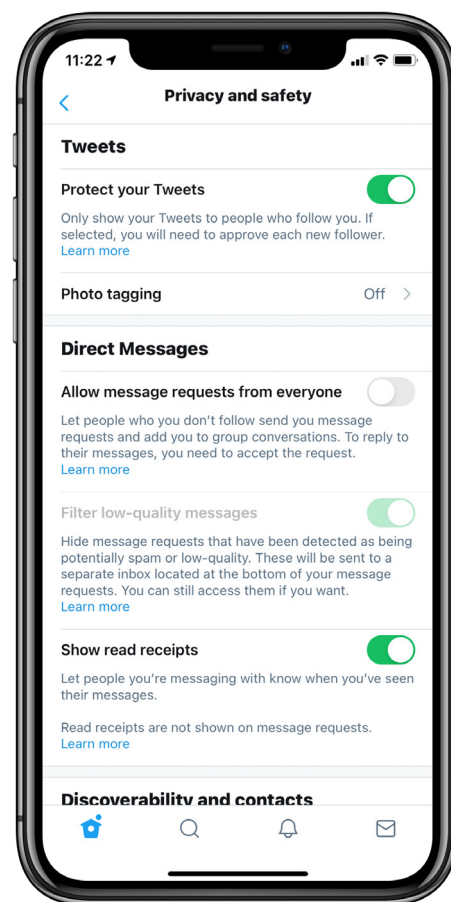 11:22
Privacy and safety
Tweets
Protect your Tweets
Only show your Tweets to people who follow you. If
selected, you will need to approve each new follower.
Learn more
Photo tagging Off
Direct Messages
Allow message requests from everyone
Let people who you don’t follow send you message
requests and add you to group conversations. To reply to
their messages, you need to accept the request.
Learn more
Filter low-quality messages
Hide message requests that have been detected as being
potentially spam or low-quality. These will be sent to a
separate inbox located at the bottom of your message
requests. You can still access them if you want.
Learn more
Show read receipts
Let people you’re messaging with know when you’ve seen
their messages.
Read receipts are not shown on message requests.
Learn more
Discoverability and contacts